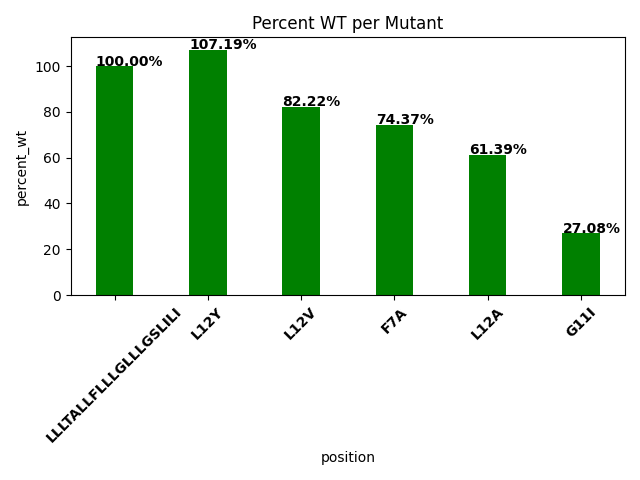 Percent WT per Mutant
percent_wt
100
80
60
40
20
0
100.00%
107.19%
82.22%
74.37%
61.39%
27.08%
LLLTALLFLLLGLLLGSLILI
L12Y
L12V
F7A
L12A
G11I
position